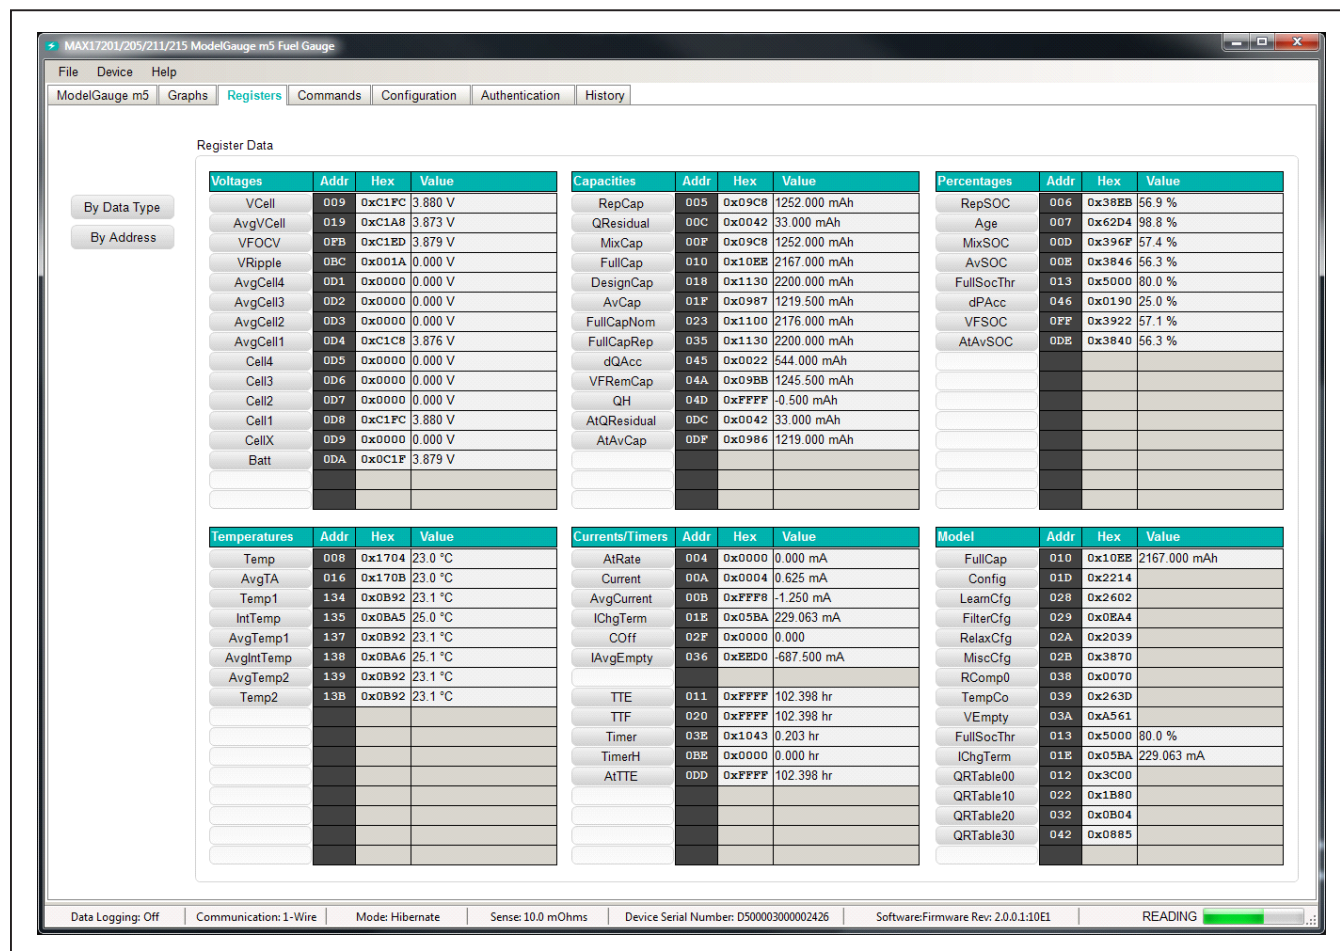 MAX17201/205/211/215 ModelGauge m5 Fuel Gauge
File Device Help
ModelGauge m5 Graphs Registers Commands Configuration Authentication History
Register Data
By Data Type
By Address
Voltages Addr Hex Value
VCell 009 0xC1FC 3.880 V
AvgVCell 019 0xC1A8 3.873 V
VFOCV 0FB 0xC1ED 3.879 V
VRipple 0BC 0x001A 0.000 V
AvgCell4 0D1 0x0000 0.000 V
AvgCell3 0D2 0x0000 0.000 V
AvgCell2 0D3 0x0000 0.000 V
AvgCell1 0D4 0xC1C8 3.876 V
Cell4 0D5 0x0000 0.000 V
Cell3 0D6 0x0000 0.000 V
Cell2 0D7 0x0000 0.000 V
Cell1 0D8 0xC1FC 3.880 V
CellX 0D9 0x0000 0.000 V
Batt 0DA 0x0C1F 3.879 V
Capacities Addr Hex Value
RepCap 005 0x09C8 1252.000 mAh
QResidual 00C 0x0042 33.000 mAh
MixCap 00F 0x09C8 1252.000 mAh
FullCap 010 0x10EE 2167.000 mAh
DesignCap 018 0x1130 2200.000 mAh
AvCap 01F 0x0987 1219.500 mAh
FullCapNom 023 0x1100 2176.000 mAh
FullCapRep 035 0x1130 2200.000 mAh
dQAcc 045 0x0022 544.000 mAh
VFRemCap 04A 0x09BB 1245.500 mAh
QH 04D 0xFFFF -0.500 mAh
AtQResidual 0DC 0x0042 33.000 mAh
AtAvCap 0DF 0x0986 1219.000 mAh
Percentages Addr Hex Value
RepSOC 006 0x38EB 56.9 %
Age 007 0x62D4 98.8 %
MixSOC 00D 0x396F 57.4 %
AvSOC 00E 0x3846 56.3 %
FullSocThr 013 0x5000 80.0 %
dPAcc 046 0x0190 25.0 %
VFSOC 0FF 0x3922 57.1 %
AtAvSOC 0DE 0x3840 56.3 %
Temperatures Addr Hex Value
Temp 008 0x1704 23.0 °C
AvgTA 016 0x170B 23.0 °C
Temp1 134 0x0B92 23.1 °C
IntTemp 135 0x0BA5 25.0 °C
AvgTemp1 137 0x0B92 23.1 °C
AvgIntTemp 138 0x0BA6 25.1 °C
AvgTemp2 139 0x0B92 23.1 °C
Temp2 13B 0x0B92 23.1 °C
Currents/Timers Addr Hex Value
AtRate 004 0x0000 0.000 mA
Current 00A 0x0004 0.625 mA
AvgCurrent 00B 0xFFF8 -1.250 mA
IChgTerm 01E 0x05BA 229.063 mA
COff 02F 0x0000 0.000
IAvgEmpty 036 0xEED0 -687.500 mA
TTE 011 0xFFFF 102.398 hr
TTF 020 0xFFFF 102.398 hr
Timer 03E 0x1043 0.203 hr
TimerH 0BE 0x0000 0.000 hr
AtTTE 0DD 0xFFFF 102.398 hr
Model Addr Hex Value
FullCap 010 0x10EE 2167.000 mAh
Config 01D 0x2214
LearnCfg 028 0x2602
FilterCfg 029 0x0EA4
RelaxCfg 02A 0x2039
MiscCfg 02B 0x3870
RComp0 038 0x0070
TempCo 039 0x263D
VEmpty 03A 0xA561
FullSocThr 013 0x5000 80.0 %
IChgTerm 01E 0x05BA 229.063 mA
QRTable00 012 0x3C00
QRTable10 022 0x1B80
QRTable20 032 0x0B04
QRTable30 042 0x0885
Data Logging: Off Communication: 1-Wire Mode: Hibernate Sense: 10.0 mOhms Device Serial Number: D500003000002426 Software:Firmware Rev: 2.0.0.1:10E1 READING